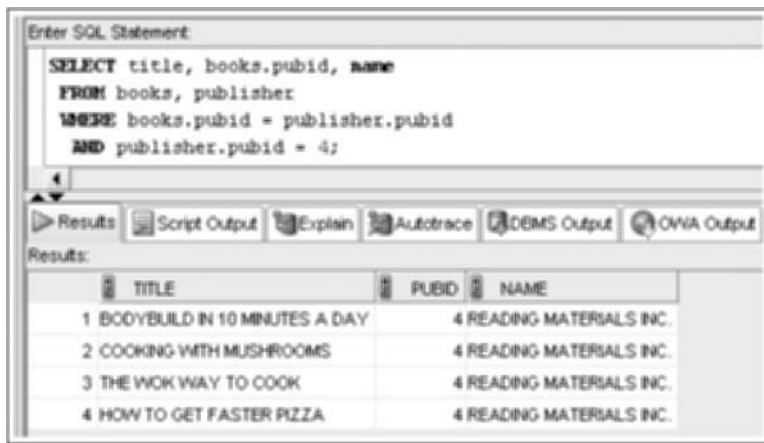 Enter SQL Statement:
SELECT title, books.pubid, name
FROM books, publisher
WHERE books.pubid = publisher.pubid
AND publisher.pubid = 4;
Results Script Output Explain Autotrace DBMS Output OWA Output
Results:
TITLE PUBID NAME
1 BODYBUILD IN 10 MINUTES A DAY 4 READING MATERIALS INC.
2 COOKING WITH MUSHROOMS 4 READING MATERIALS INC.
3 THE WOK WAY TO COOK 4 READING MATERIALS INC.
4 HOW TO GET FASTER PIZZA 4 READING MATERIALS INC.